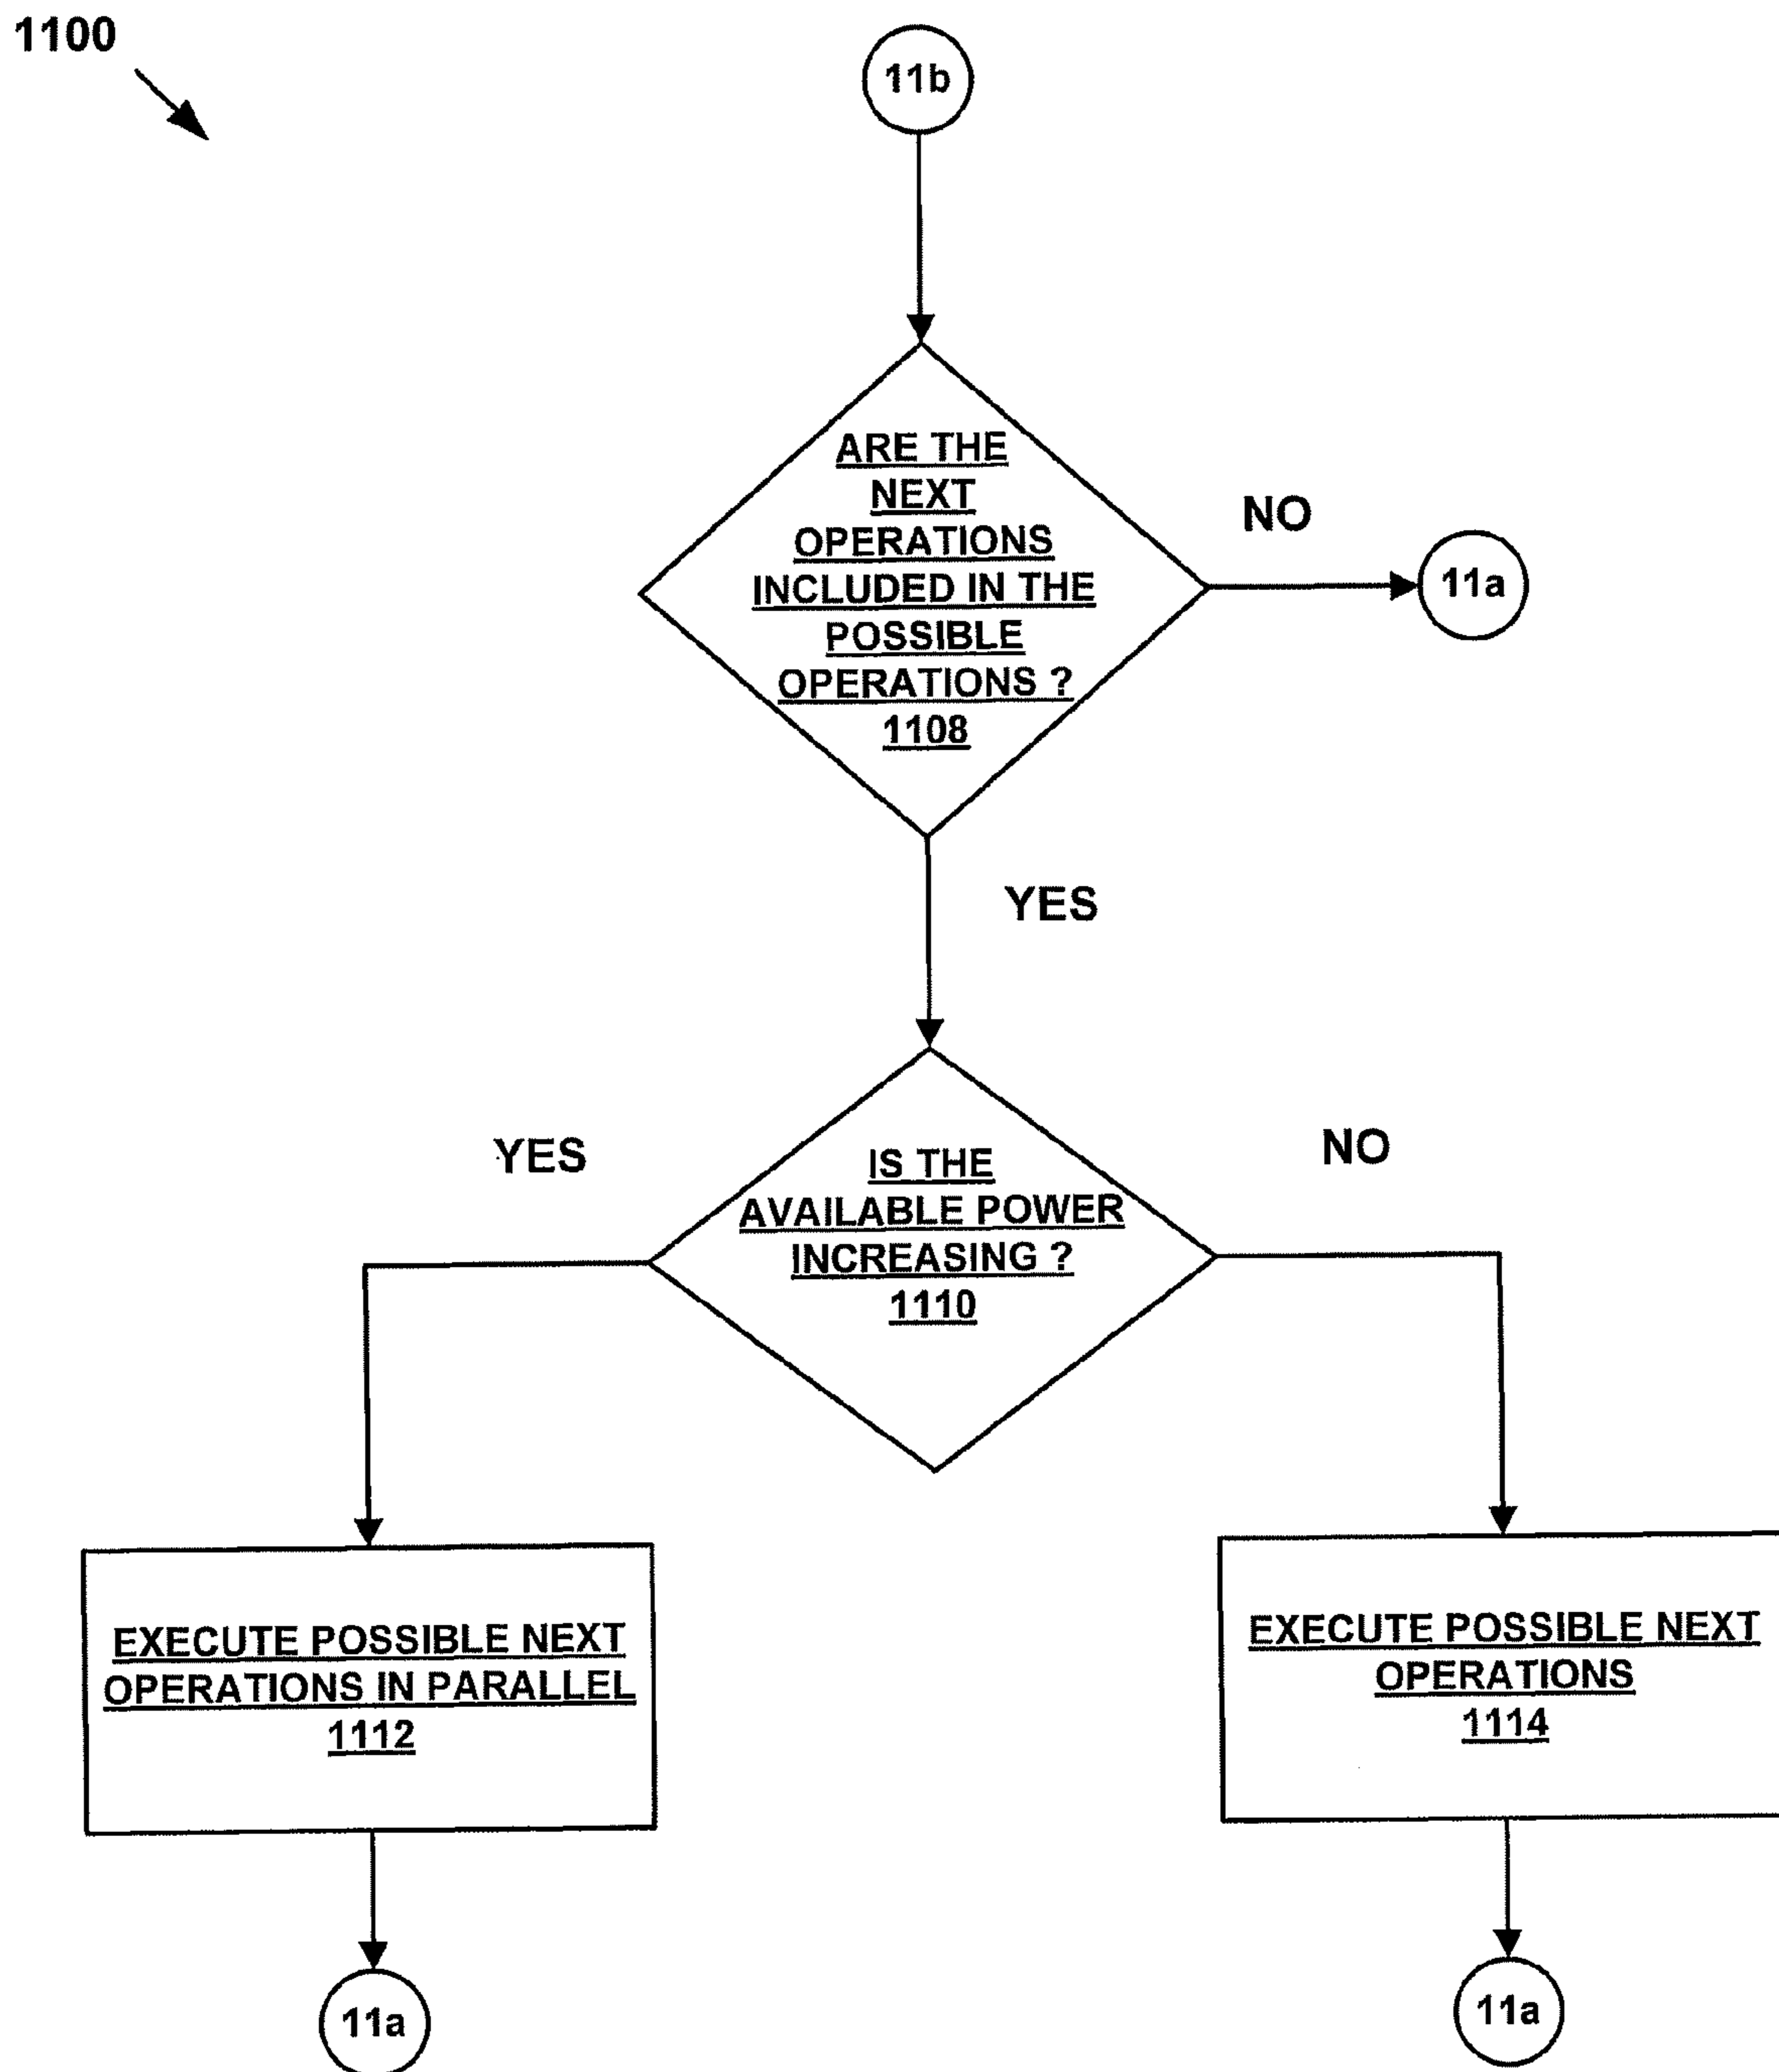 1100
11b
ARE THE
NEXT
OPERATIONS
INCLUDED IN THE
POSSIBLE
OPERATIONS ?
1108
NO
11a
YES
YES
NO
IS THE
AVAILABLE POWER
INCREASING ?
1110
EXECUTE POSSIBLE NEXT
OPERATIONS IN PARALLEL
1112
EXECUTE POSSIBLE NEXT
OPERATIONS
1114
11a
11a